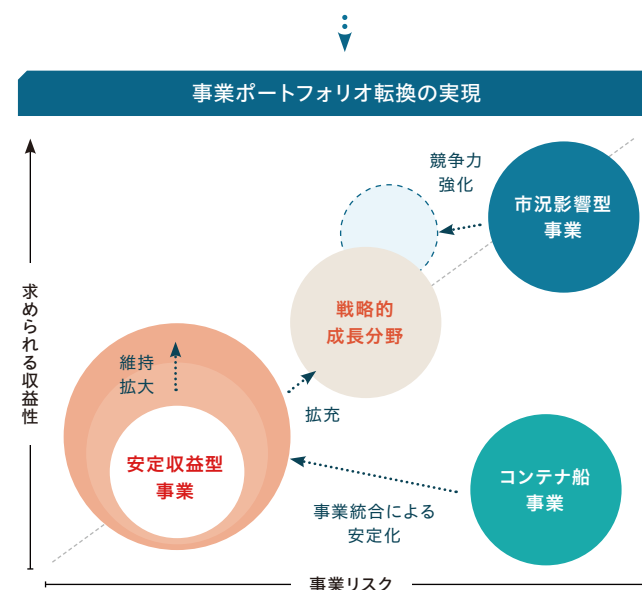 事業ポートフォリオ転換の実現
競争力
強化
市況影響型
事業
戦略的
成長分野
求められる収益性
維持
拡大
拡充
安定収益型
事業
コンテナ船
事業
事業統合による
安定化
事業リスク